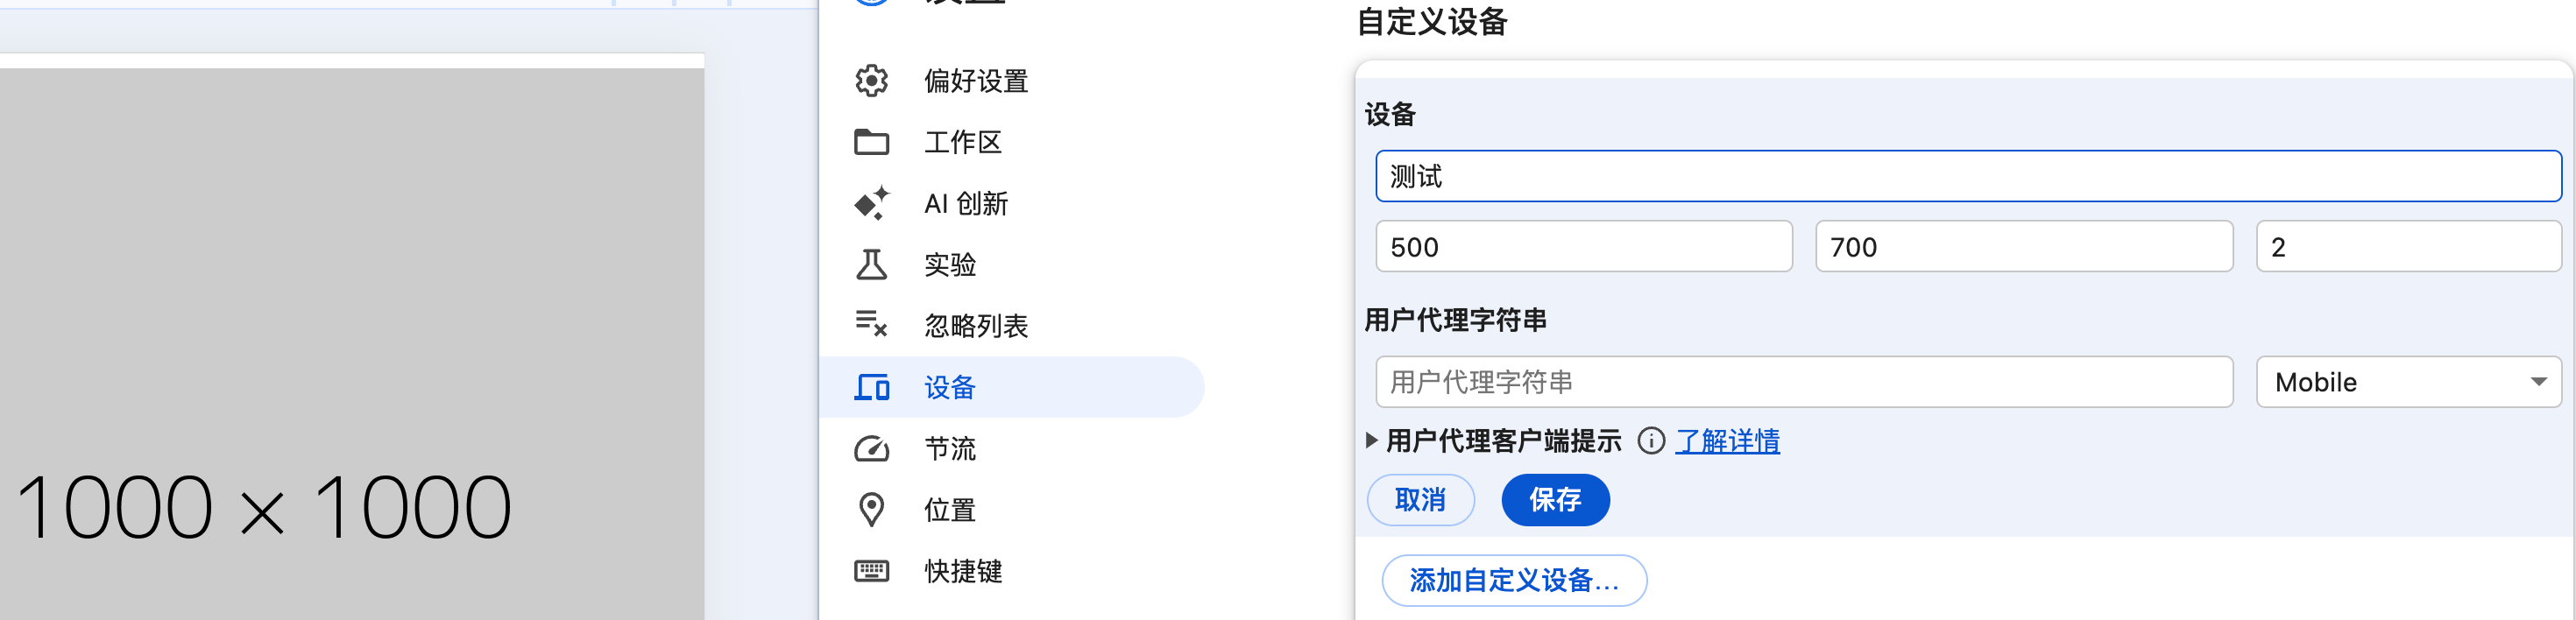 1000 × 1000
偏好设置
工作区
AI 创新
实验
忽略列表
设备
节流
位置
快捷键
自定义设备
设备
测试
500
700
2
用户代理字符串
用户代理字符串
Mobile
用户代理客户端提示 了解详情
取消
保存
添加自定义设备...